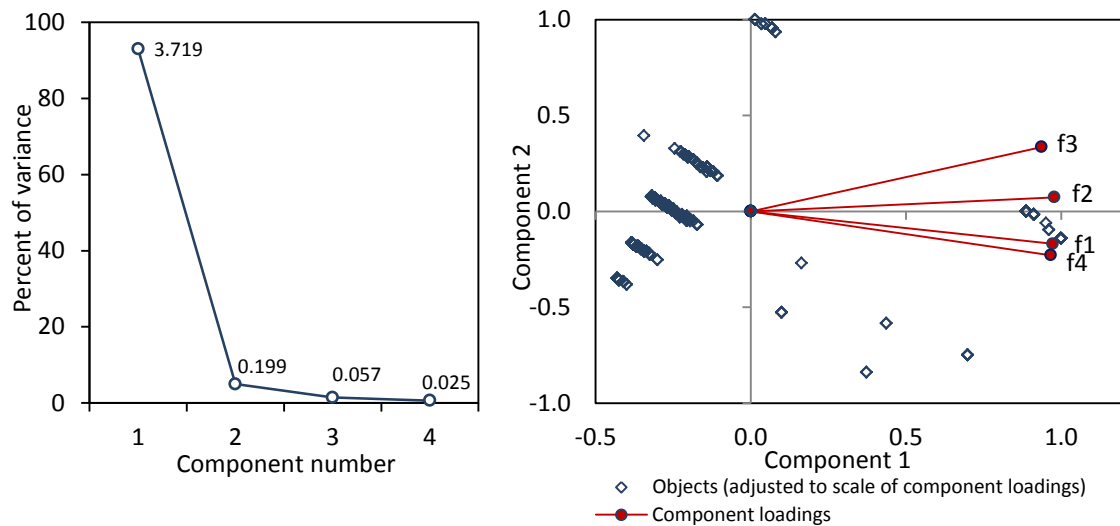 100
80
60
40
20
0
Percent of variance
3.719
0.199
0.057
0.025
1 2 3 4
Component number
1.0
0.5
0.0
-0.5
-1.0
Component 2
f3
f2
f1
f4
-0.5 0.0 0.5 1.0
Component 1
Objects (adjusted to scale of component loadings)
Component loadings